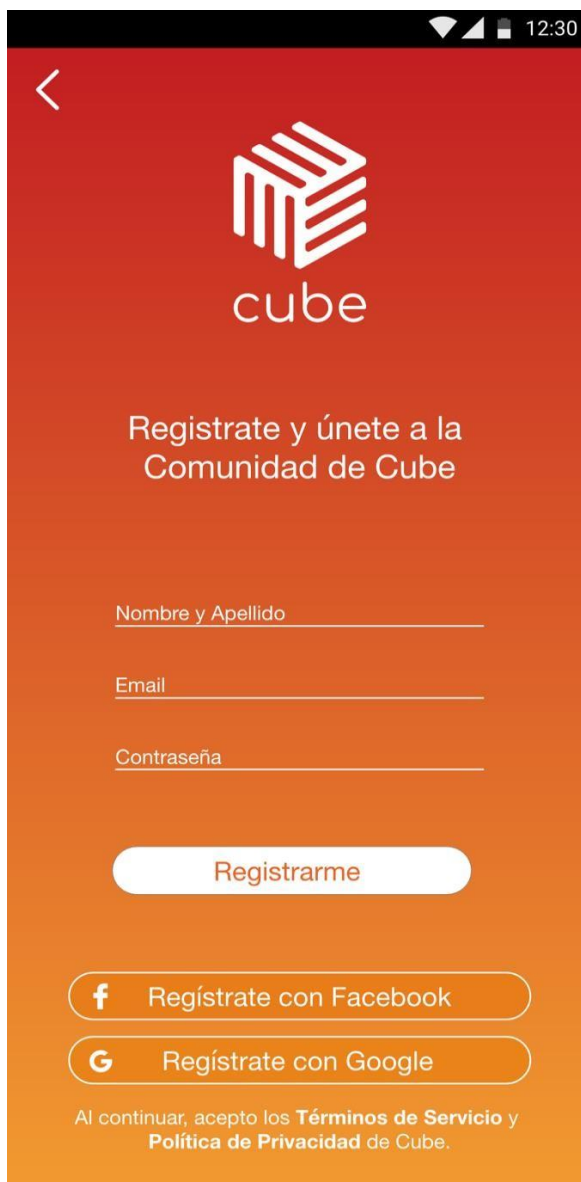 12:30
cube
Registrate y únete a la
Comunidad de Cube
Nombre y Apellido
Email
Contraseña
Registrarme
f Regístrate con Facebook
G Regístrate con Google
Al continuar, acepto los Términos de Servicio y
Política de Privacidad de Cube.